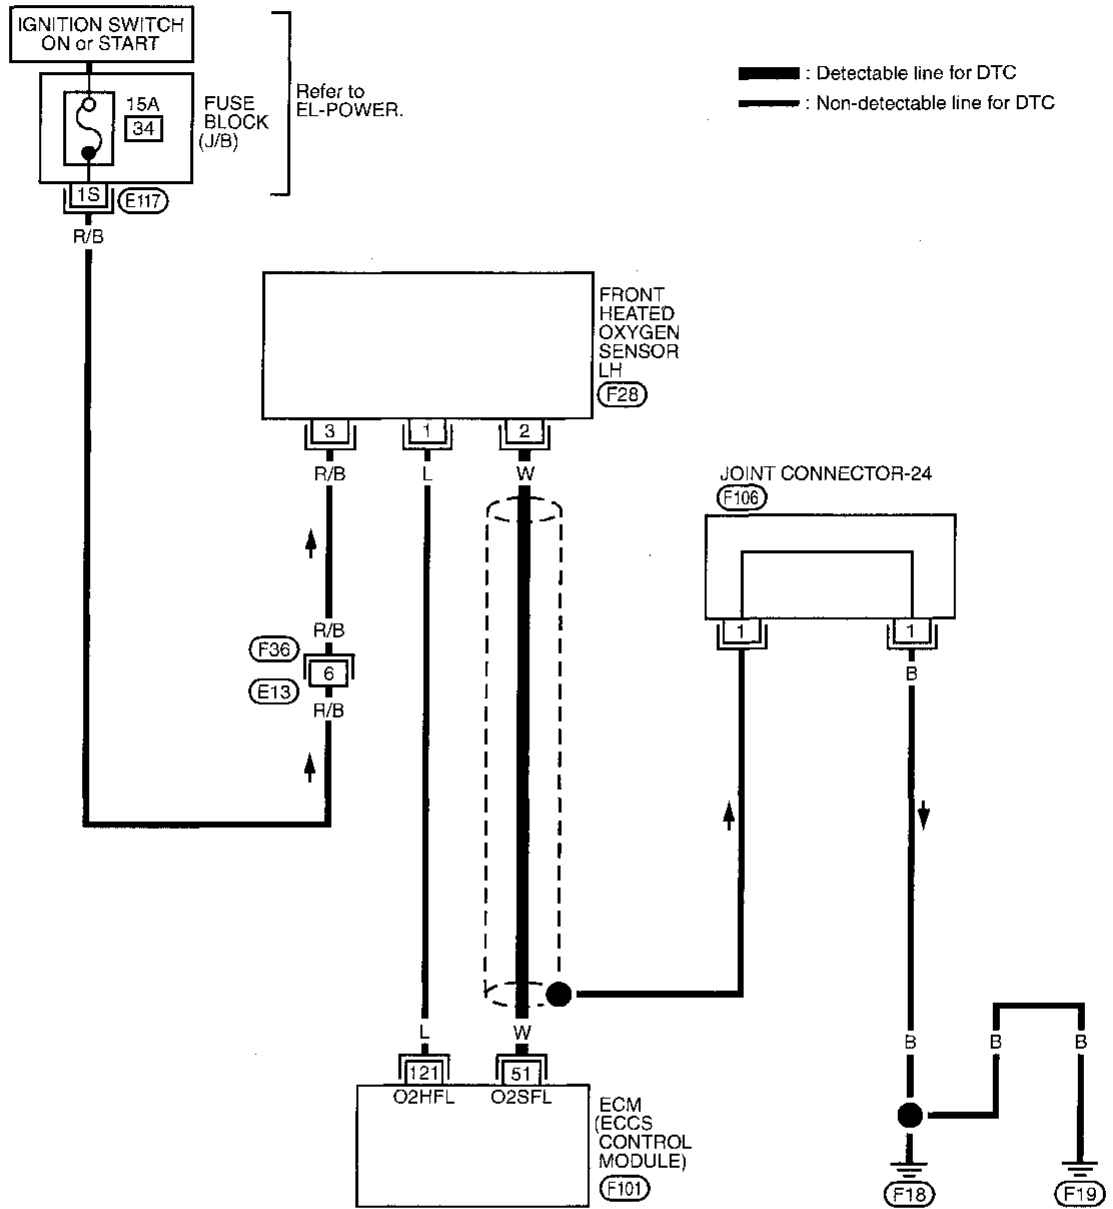 IGNITION SWITCH
ON or START
15A
34
FUSE
BLOCK
(J/B)
Refer to
EL-POWER.
1S
E117
R/B
: Detectable line for DTC
: Non-detectable line for DTC
FRONT
HEATED
OXYGEN
SENSOR
LH
F28
3
1
2
R/B
L
W
JOINT CONNECTOR-24
F106
1
1
B
R/B
F36
6
E13
R/B
L
W
B
B
B
121
51
O2HFL
O2SFL
ECM
(ECCS
CONTROL
MODULE)
F101
F18
F19